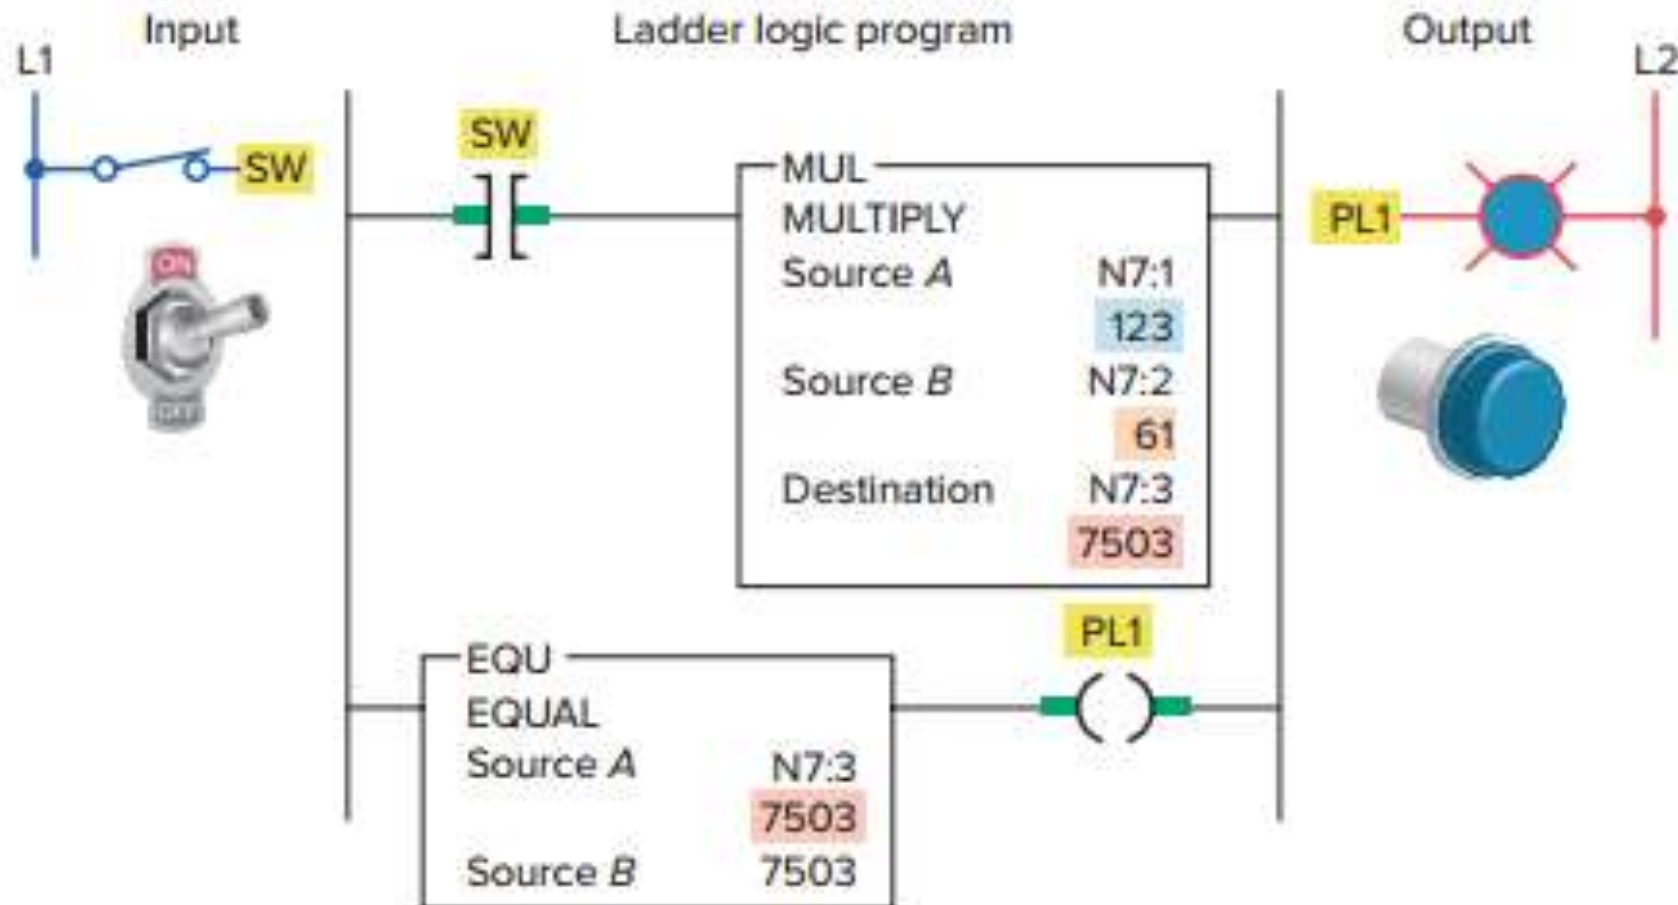 Input
Ladder logic program
Output
L1
L2
SW
SW
ON
OFF
MUL
MULTIPLY
Source A N7:1
123
Source B N7:2
61
Destination N7:3
7503
PL1
EQU
EQUAL
Source A N7:3
7503
Source B 7503
PL1